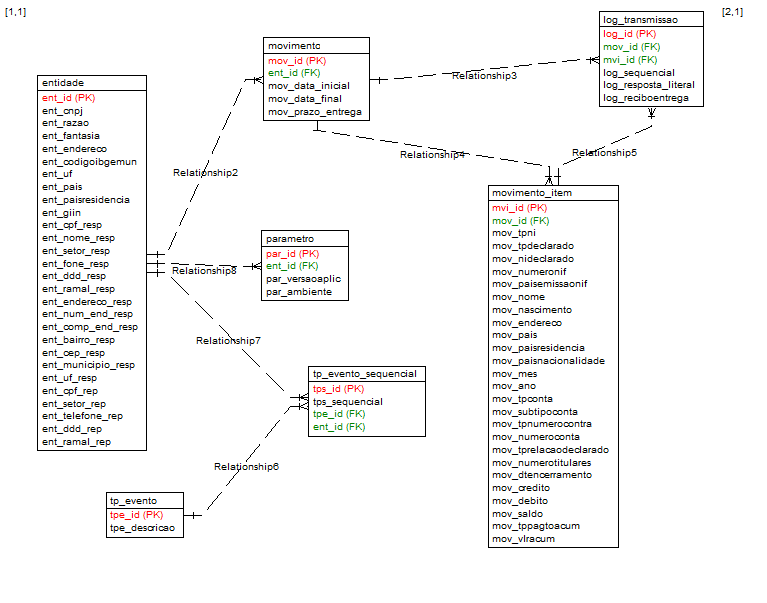 [1,1]
[2,1]
entidade
ent_id (PK)
ent_cnpj
ent_razao
ent_fantasia
ent_endereco
ent_codigoibgemun
ent_uf
ent_pais
ent_paisresidencia
ent_giin
ent_cpf_resp
ent_nome_resp
ent_setor_resp
ent_fone_resp
ent_ddd_resp
ent_ramal_resp
ent_endereco_resp
ent_num_end_resp
ent_comp_end_resp
ent_bairro_resp
ent_cep_resp
ent_municipio_resp
ent_uf_resp
ent_cpf_rep
ent_setor_rep
ent_telefone_rep
ent_ddd_rep
ent_ramal_rep
movimento
mov_id (PK)
ent_id (FK)
mov_data_inicial
mov_data_final
mov_prazo_entrega
log_transmissao
log_id (PK)
mov_id (FK)
mvi_id (FK)
log_sequencial
log_resposta_literal
log_reciboentrega
Relationship3
Relationship4
Relationship5
Relationship2
parametro
par_id (PK)
ent_id (FK)
par_versaoaplic
par_ambiente
Relationship8
Relationship7
tp_evento_sequencial
tps_id (PK)
tps_sequencial
tpe_id (FK)
ent_id (FK)
Relationship6
tp_evento
tpe_id (PK)
tpe_descricao
movimento_item
mvi_id (PK)
mov_id (FK)
mov_tpni
mov_tpdeclarado
mov_nideclarado
mov_numeronif
mov_paisemissaonif
mov_nome
mov_nascimento
mov_endereco
mov_pais
mov_paisresidencia
mov_paisnacionalidade
mov_mes
mov_ano
mov_tpconta
mov_subtipoconta
mov_tpnumerocontra
mov_numeroconta
mov_tprelacaodeclarado
mov_numerotitulares
mov_dtencerramento
mov_credito
mov_debito
mov_saldo
mov_tppagtoacum
mov_vlracum